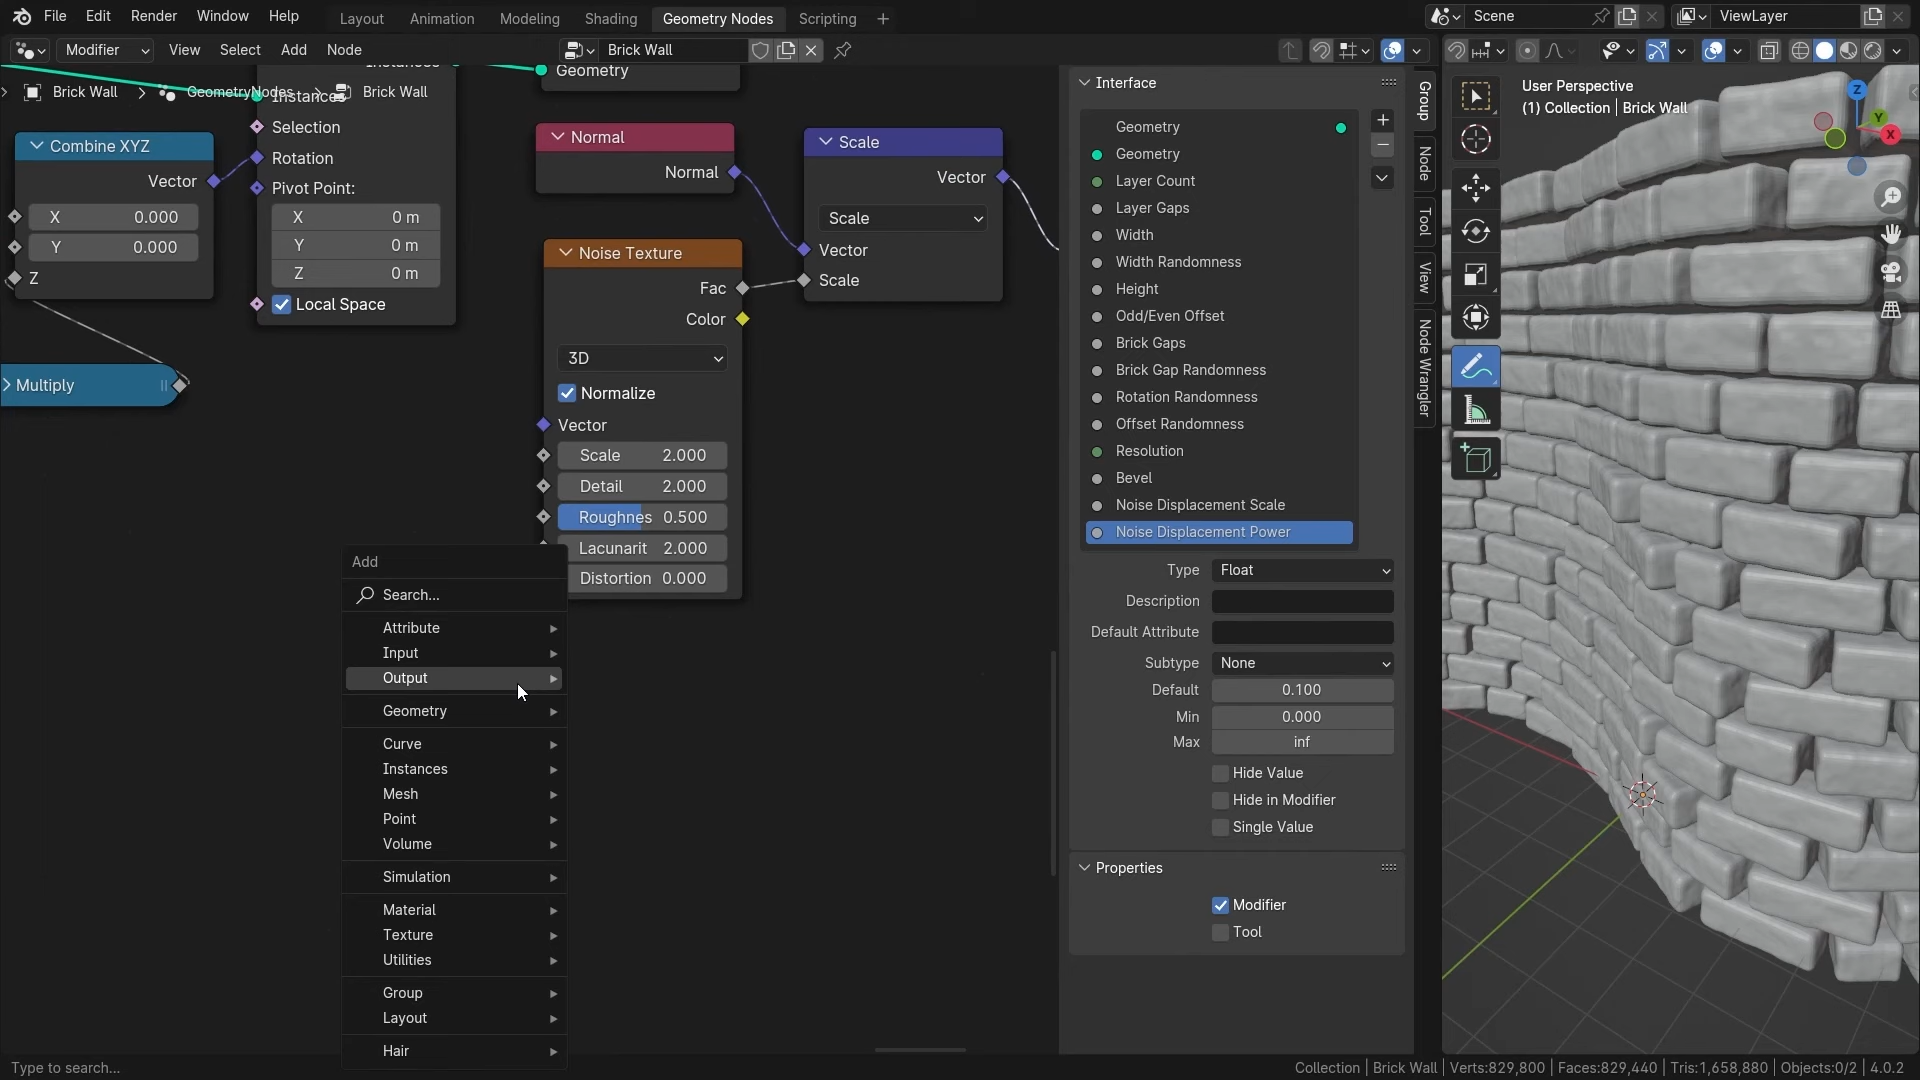 File Edit Render Window Help Layout Animation Modeling Shading Geometry Nodes Scripting Scene ViewLayer
Modifier View Select Add Node Brick Wall
Brick Wall GeometryNodes Brick Wall
Instances
Instances
Selection
Rotation
Pivot Point:
X 0 m
Y 0 m
Z 0 m
Local Space
Combine XYZ
Vector
X 0.000
Y 0.000
Z
Multiply
Geometry
Normal
Normal
Scale
Vector
Scale
Vector
Scale
Noise Texture
Fac
Color
3D
Normalize
Vector
Scale 2.000
Detail 2.000
Roughnes 0.500
Lacunarit 2.000
Distortion 0.000
Add
Search...
Attribute
Input
Output
Geometry
Curve
Instances
Mesh
Point
Volume
Simulation
Material
Texture
Utilities
Group
Layout
Hair
Interface
Geometry
Geometry
Layer Count
Layer Gaps
Width
Width Randomness
Height
Odd/Even Offset
Brick Gaps
Brick Gap Randomness
Rotation Randomness
Offset Randomness
Resolution
Bevel
Noise Displacement Scale
Noise Displacement Power
Type Float
Description
Default Attribute
Subtype None
Default 0.100
Min 0.000
Max inf
Hide Value
Hide in Modifier
Single Value
Properties
Modifier
Tool
Group
Node
Tool
View
Node Wrangler
User Perspective
(1) Collection | Brick Wall
Z
Y
X
Type to search...
Collection | Brick Wall | Verts:829,800 | Faces:829,440 | Tris:1,658,880 | Objects:0/2 | 4.0.2